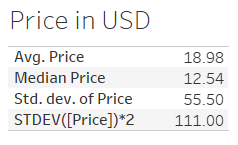 Price in USD
Avg. Price 18.98
Median Price 12.54
Std. dev. of Price 55.50
STDEV([Price])*2 111.00